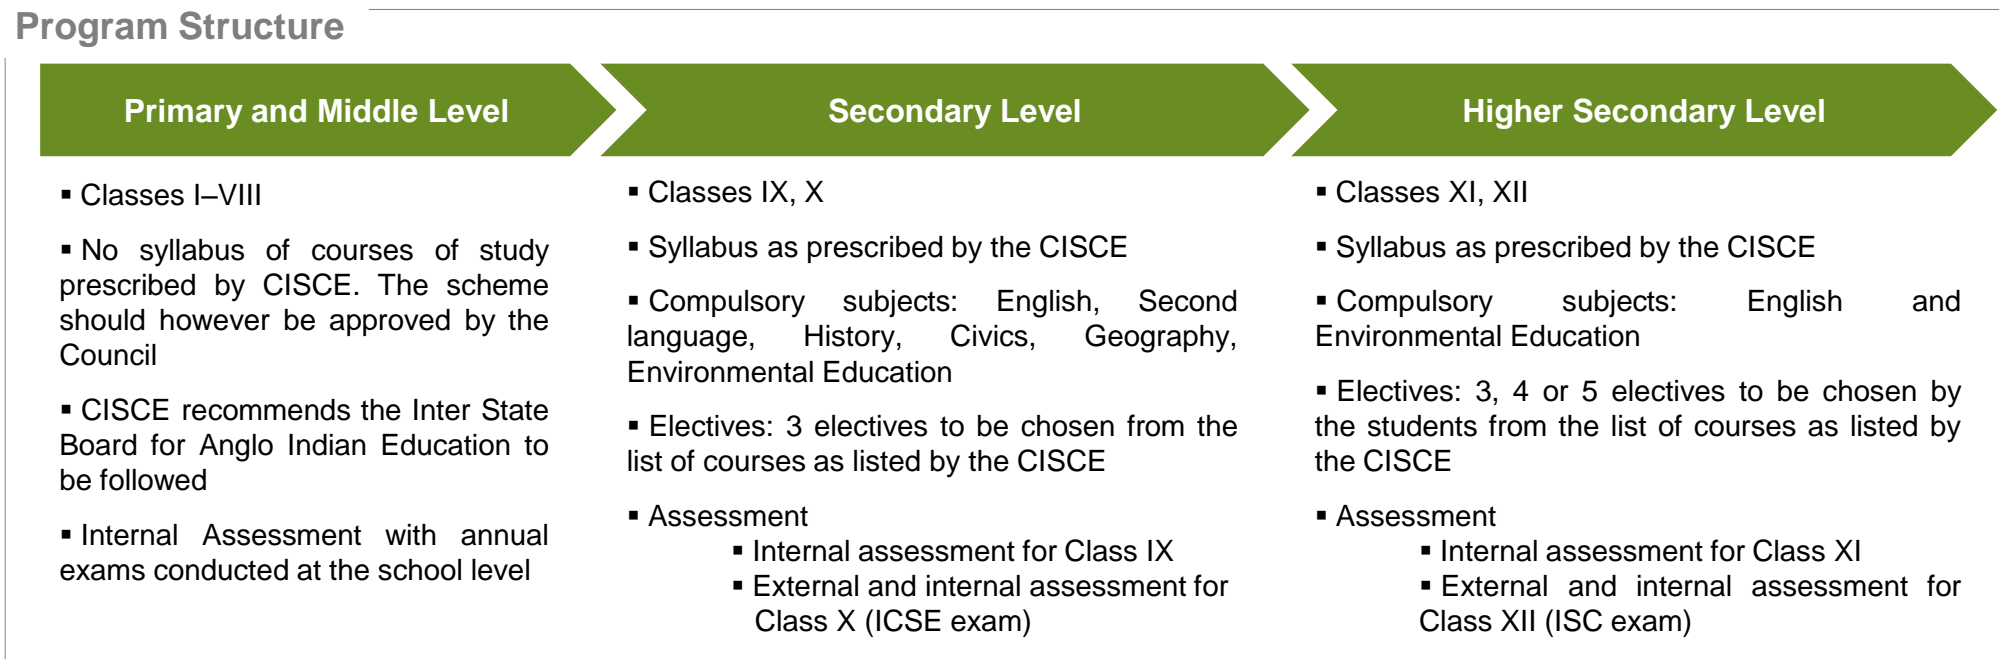 Program Structure
Primary and Middle Level
▪ Classes I–VIII
▪ No syllabus of courses of study
prescribed by CISCE. The scheme
should however be approved by the
Council
▪ CISCE recommends the Inter State
Board for Anglo Indian Education to
be followed
▪ Internal Assessment with annual
exams conducted at the school level
Secondary Level
▪ Classes IX, X
▪ Syllabus as prescribed by the CISCE
▪ Compulsory subjects: English, Second
language, History, Civics, Geography,
Environmental Education
▪ Electives: 3 electives to be chosen from the
list of courses as listed by the CISCE
▪ Assessment
▪ Internal assessment for Class IX
▪ External and internal assessment for
Class X (ICSE exam)
Higher Secondary Level
▪ Classes XI, XII
▪ Syllabus as prescribed by the CISCE
▪ Compulsory subjects: English and
Environmental Education
▪ Electives: 3, 4 or 5 electives to be chosen by
the students from the list of courses as listed by
the CISCE
▪ Assessment
▪ Internal assessment for Class XI
▪ External and internal assessment for
Class XII (ISC exam)